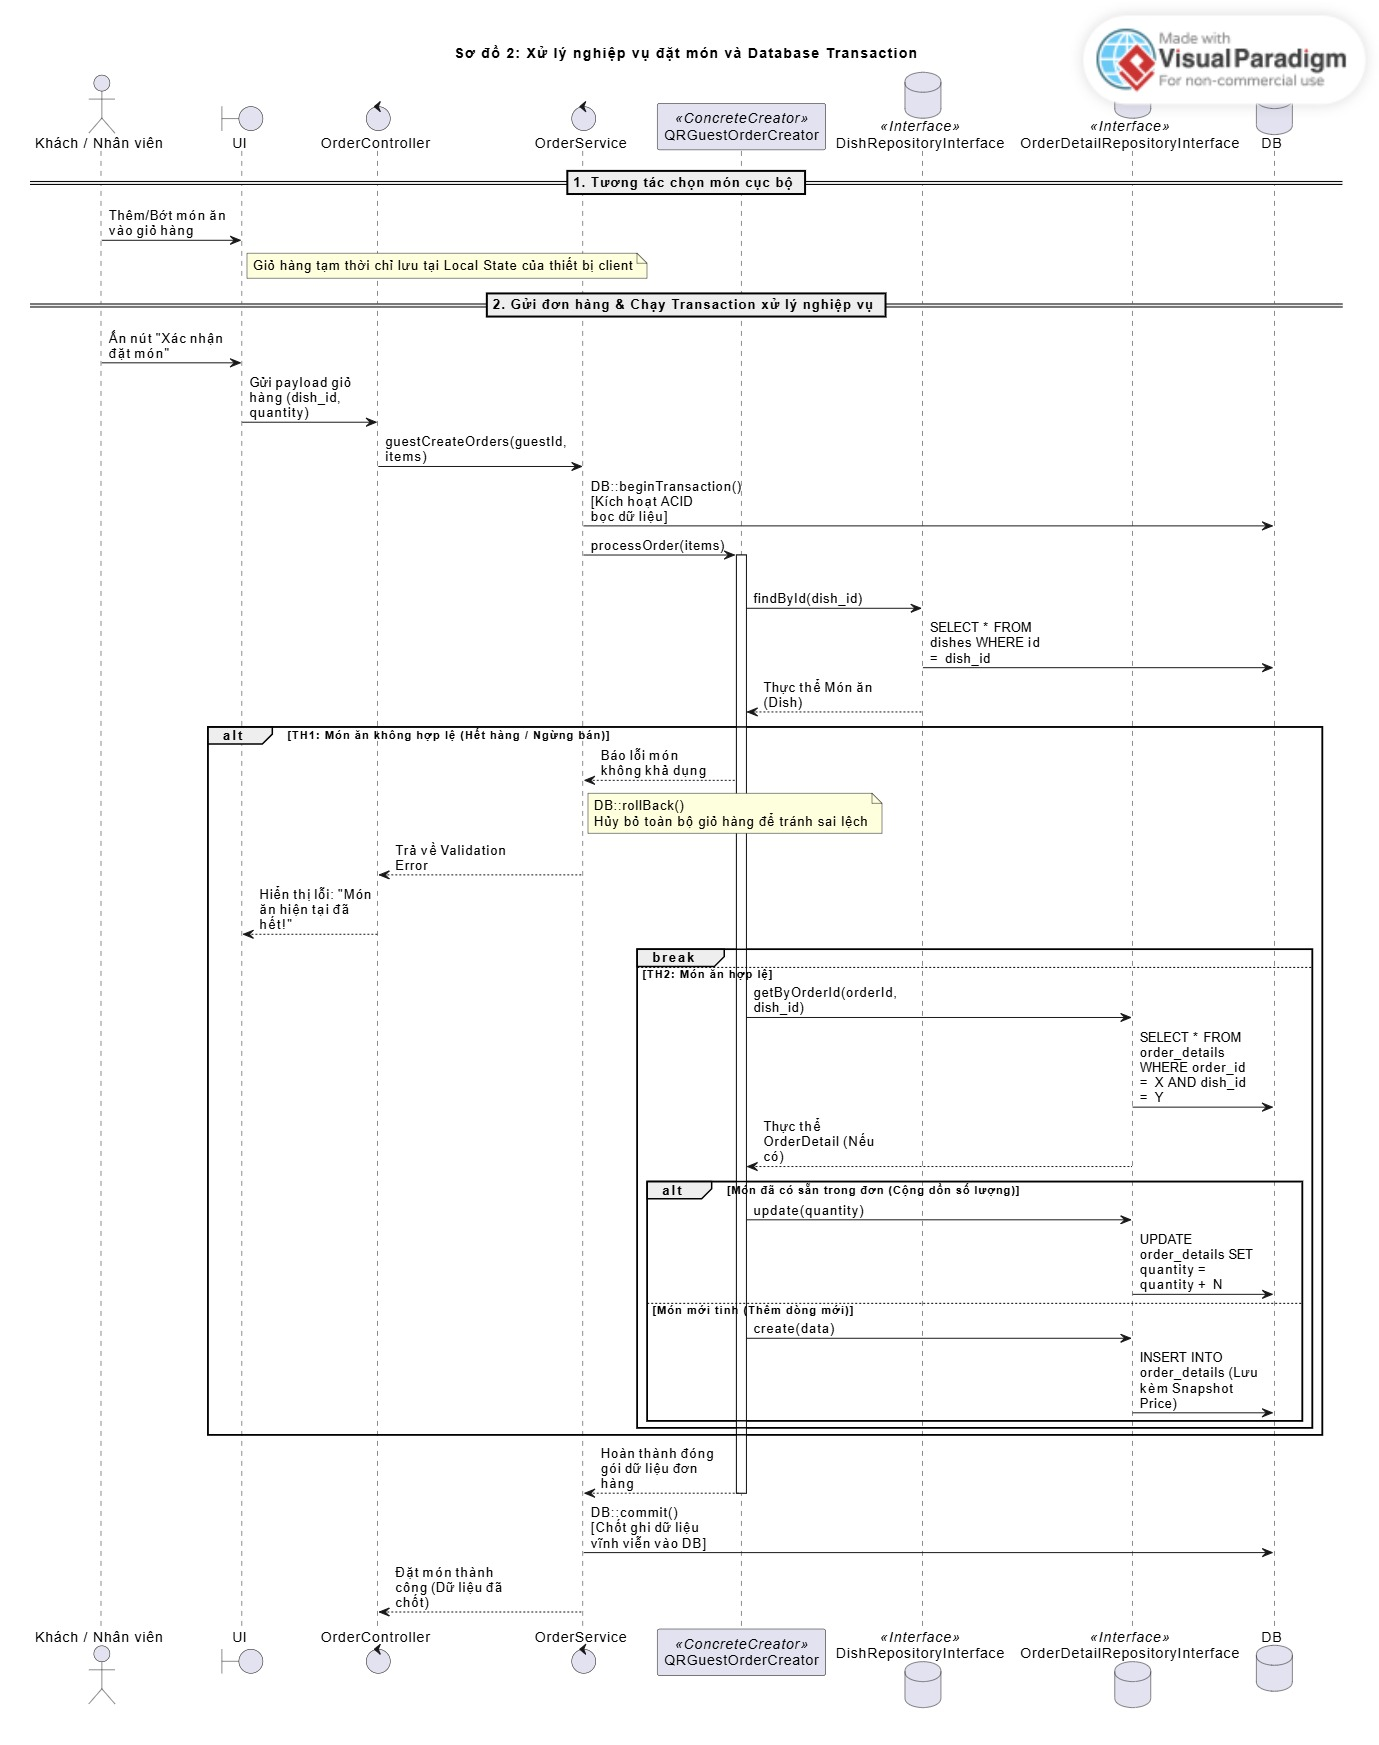 Made with
VisualParadigm
For non-commercial use
Sơ đồ 2: Xử lý nghiệp vụ đặt món và Database Transaction
Khách / Nhân viên
UI
OrderController
OrderService
«ConcreteCreator»
QRGuestOrderCreator
«Interface»
DishRepositoryInterface
«Interface»
OrderDetailRepositoryInterface
DB
1. Tương tác chọn món cục bộ
Thêm/Bớt món ăn
vào giỏ hàng
Giỏ hàng tạm thời chỉ lưu tại Local State của thiết bị client
2. Gửi đơn hàng & Chạy Transaction xử lý nghiệp vụ
Ấn nút "Xác nhận
đặt món"
Gửi payload giỏ
hàng (dish_id,
quantity)
guestCreateOrders(guestId,
items)
DB::beginTransaction()
[Kích hoạt ACID
bọc dữ liệu]
processOrder(items)
findById(dish_id)
SELECT * FROM
dishes WHERE id
= dish_id
Thực thể Món ăn
(Dish)
alt
[TH1: Món ăn không hợp lệ (Hết hàng / Ngừng bán)]
Báo lỗi món
không khả dụng
DB::rollBack()
Hủy bỏ toàn bộ giỏ hàng để tránh sai lệch
Trả về Validation
Error
Hiển thị lỗi: "Món
ăn hiện tại đã
hết!"
break
[TH2: Món ăn hợp lệ]
getByOrderId(orderId,
dish_id)
SELECT * FROM
order_details
WHERE order_id
= X AND dish_id
= Y
Thực thể
OrderDetail (Nếu
có)
alt
[Món đã có sẵn trong đơn (Cộng dồn số lượng)]
update(quantity)
UPDATE
order_details SET
quantity =
quantity + N
[Món mới tinh (Thêm dòng mới)]
create(data)
INSERT INTO
order_details (Lưu
kèm Snapshot
Price)
Hoàn thành đóng
gói dữ liệu đơn
hàng
DB::commit()
[Chốt ghi dữ liệu
vĩnh viễn vào DB]
Đặt món thành
công (Dữ liệu đã
chốt)
Khách / Nhân viên
UI
OrderController
OrderService
«ConcreteCreator»
QRGuestOrderCreator
«Interface»
DishRepositoryInterface
«Interface»
OrderDetailRepositoryInterface
DB